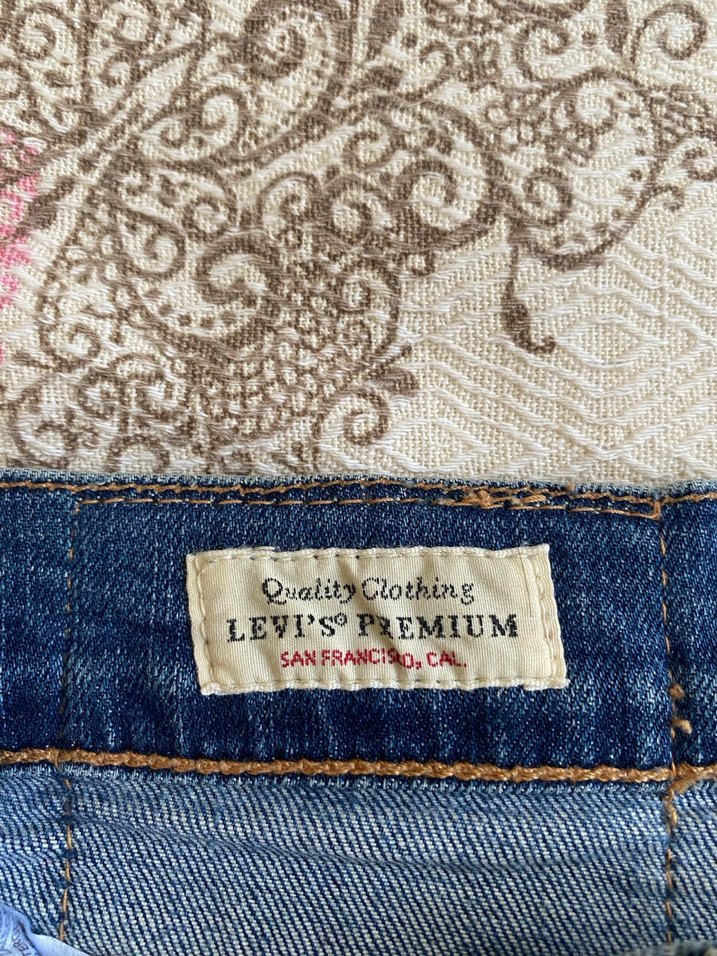 Quality Clothing
LEVI'S® PREMIUM
SAN FRANCISCO, CAL.